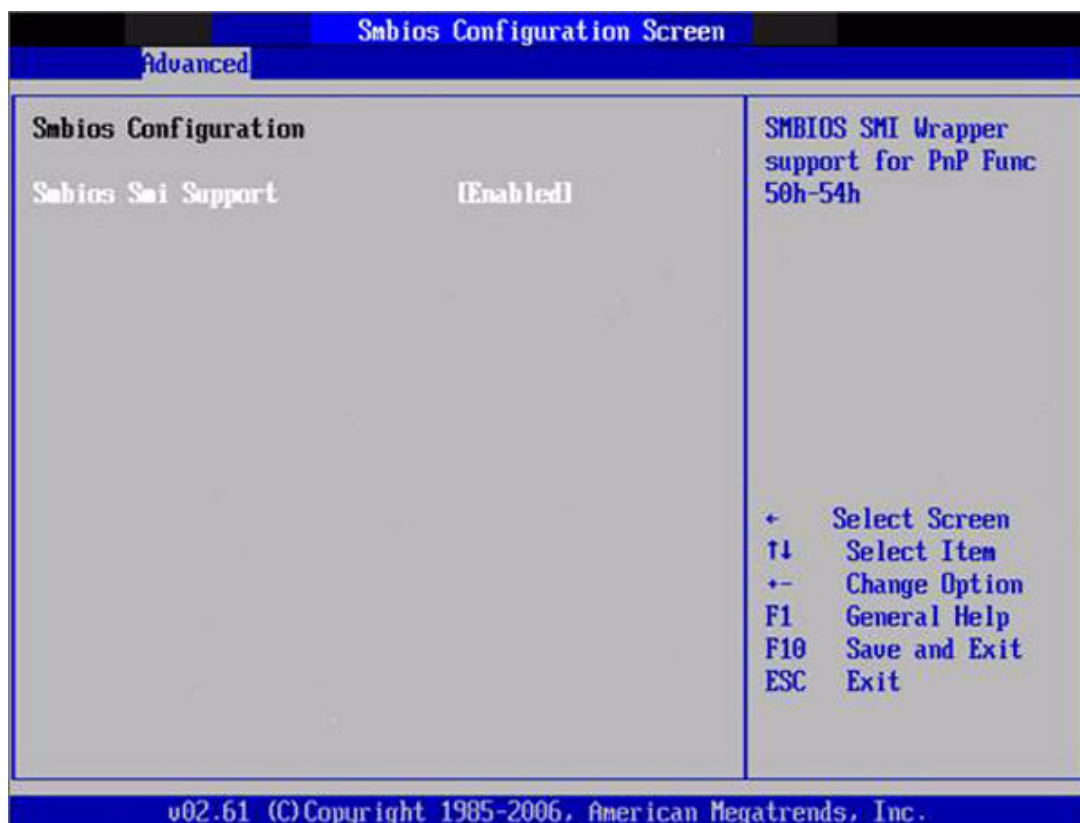 Smbios Configuration Screen
Advanced
Smbios Configuration
Smbios Smi Support [Enabled]
SMBIOS SMI Wrapper
support for PnP Func
50h-54h
← Select Screen
↑↓ Select Item
+- Change Option
F1 General Help
F10 Save and Exit
ESC Exit
v02.61 (C)Copyright 1985-2006, American Megatrends, Inc.